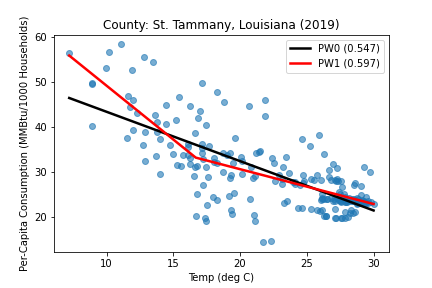 County: St. Tammany, Louisiana (2019)
PW0 (0.547)
PW1 (0.597)
Per-Capita Consumption (MMBtu/1000 Households)
60
50
40
30
20
10 15 20 25 30
Temp (deg C)